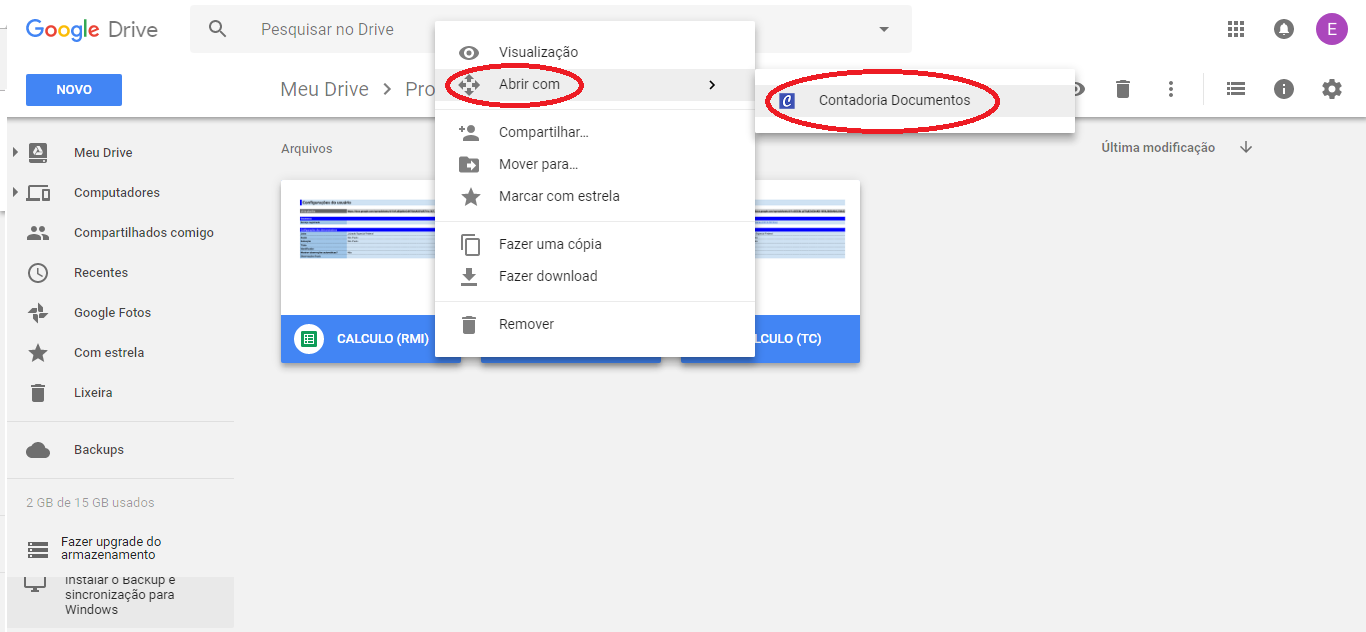 Google Drive
Pesquisar no Drive
E
NOVO
Meu Drive > Pro
Visualização
Abrir com
Contadoria Documentos
Compartilhar...
Mover para...
Marcar com estrela
Fazer uma cópia
Fazer download
Remover
Meu Drive
Computadores
Compartilhados comigo
Recentes
Google Fotos
Com estrela
Lixeira
Backups
2 GB de 15 GB usados
Fazer upgrade do
armazenamento
Instalar o Backup e
sincronização para
Windows
Arquivos
Última modificação
Configurações do usuário
CALCULO (RMI)
LCULO (TC)